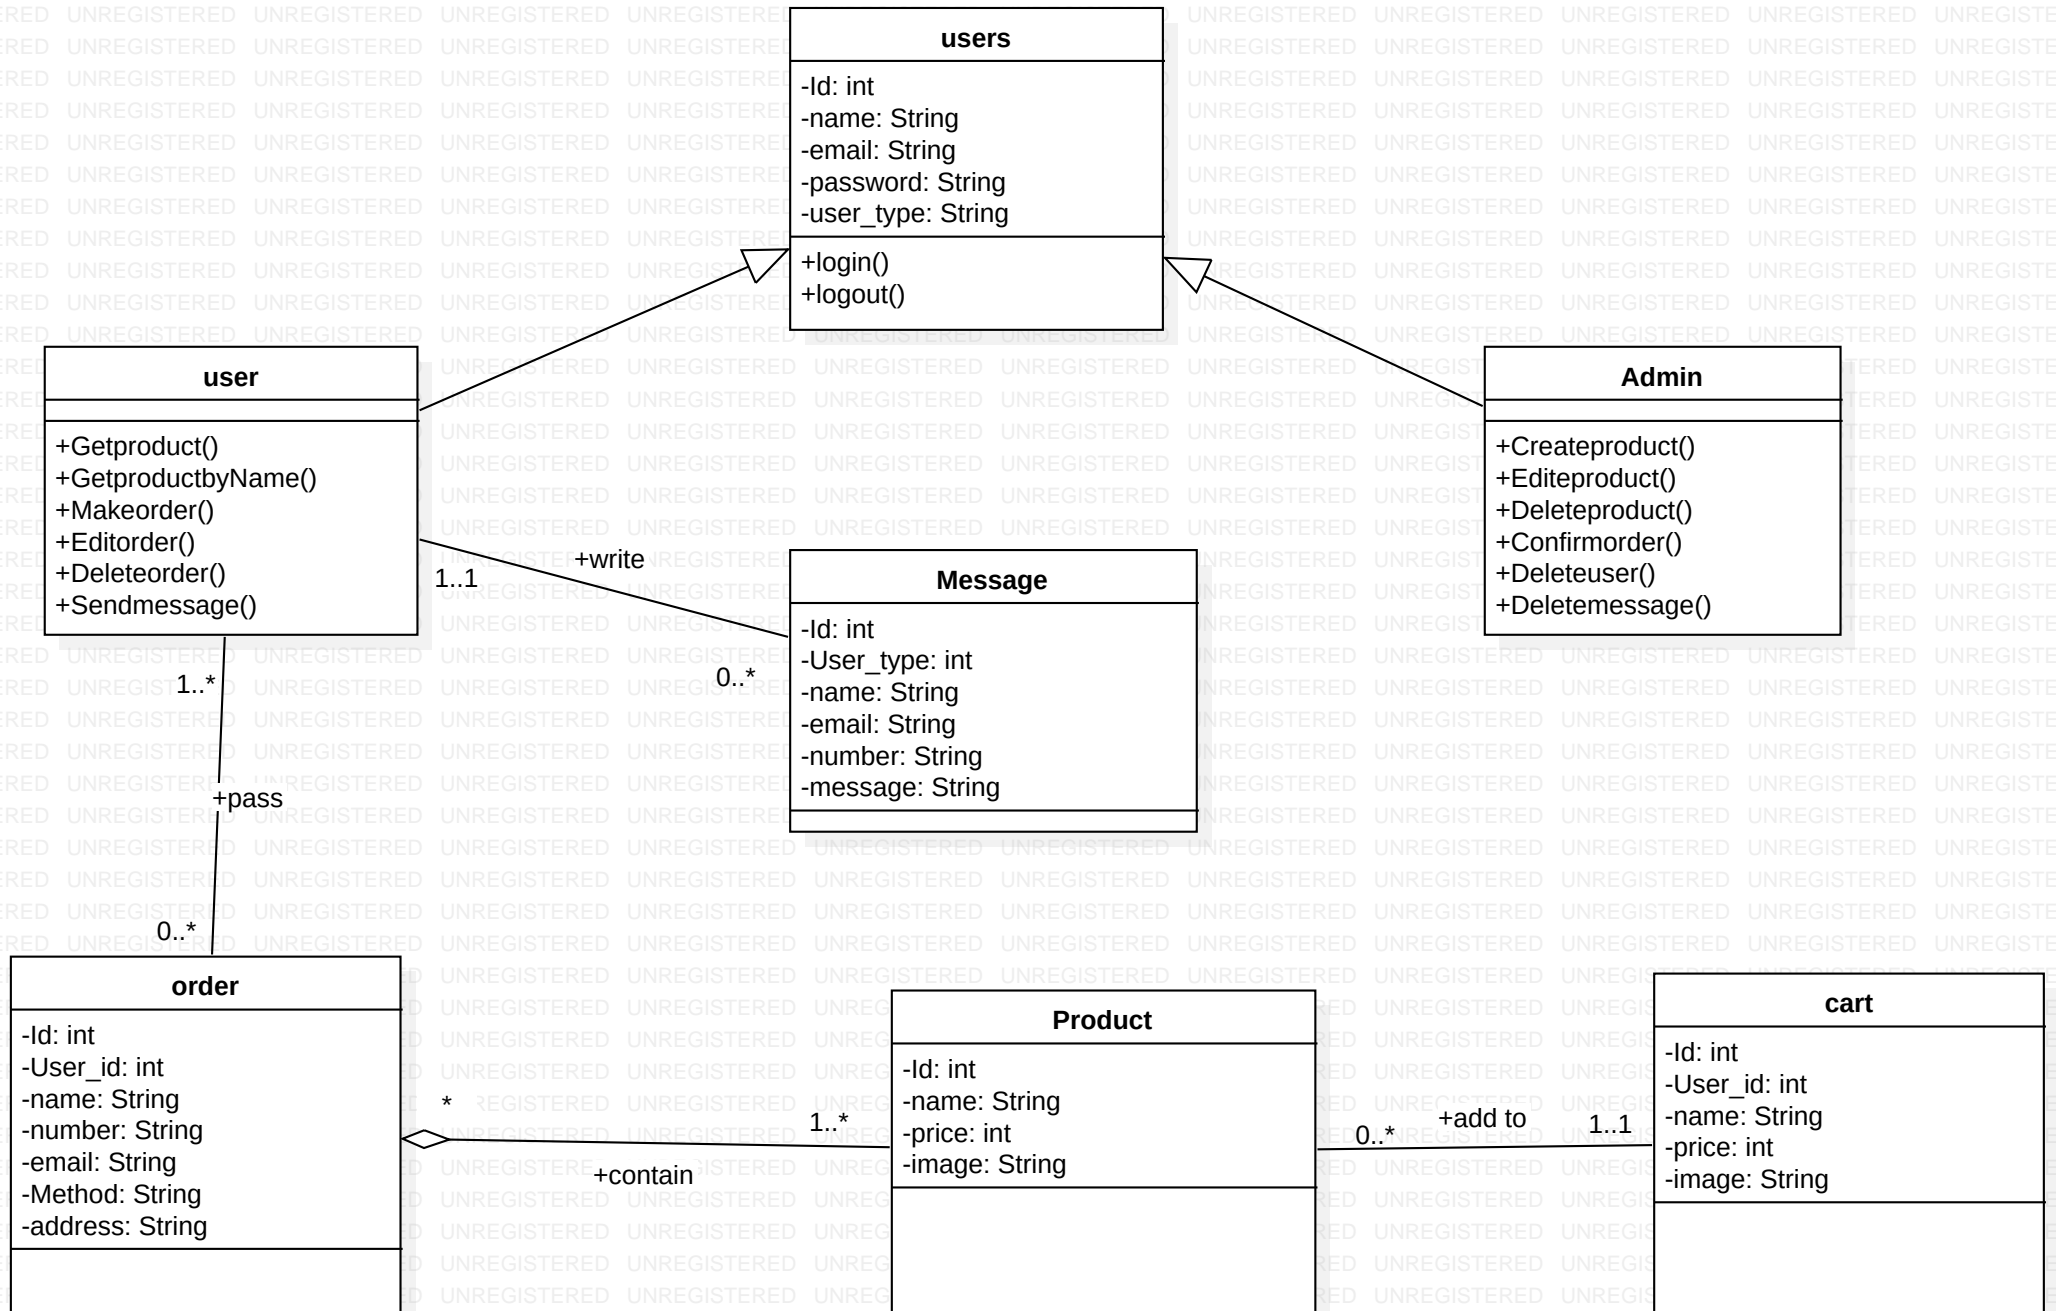 users
-Id: int
-name: String
-email: String
-password: String
-user_type: String
+login()
+logout()
user
+Getproduct()
+GetproductbyName()
+Makeorder()
+Editorder()
+Deleteorder()
+Sendmessage()
Admin
+Createproduct()
+Editeproduct()
+Deleteproduct()
+Confirmorder()
+Deleteuser()
+Deletemessage()
+write
1..1
0..*
Message
-Id: int
-User_type: int
-name: String
-email: String
-number: String
-message: String
1..*
+pass
0..*
order
-Id: int
-User_id: int
-name: String
-number: String
-email: String
-Method: String
-address: String
*
+contain
1..*
Product
-Id: int
-name: String
-price: int
-image: String
0..*
+add to
1..1
cart
-Id: int
-User_id: int
-name: String
-price: int
-image: String
UNREGISTERED